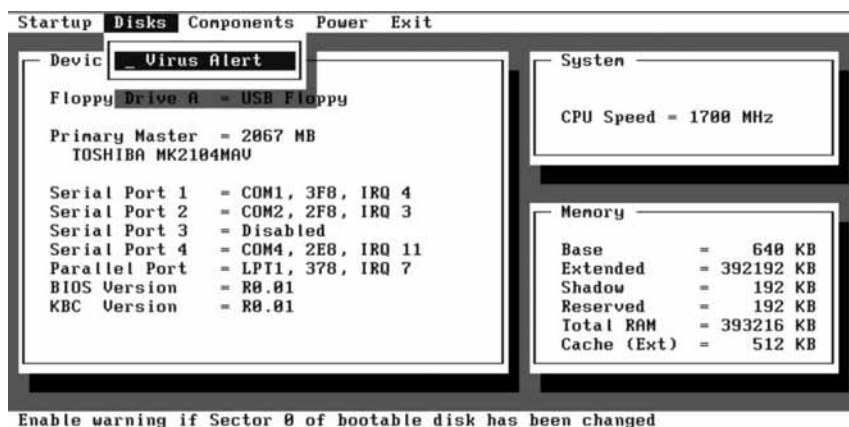 Startup Disks Components Power Exit
_ Virus Alert
Devic
Floppy Drive A = USB Floppy
Primary Master = 2067 MB
TOSHIBA MK2104MAV
Serial Port 1 = COM1, 3F8, IRQ 4
Serial Port 2 = COM2, 2F8, IRQ 3
Serial Port 3 = Disabled
Serial Port 4 = COM4, 2E8, IRQ 11
Parallel Port = LPT1, 378, IRQ 7
BIOS Version = R0.01
KBC Version = R0.01
System
CPU Speed = 1700 MHz
Memory
Base = 640 KB
Extended = 392192 KB
Shadow = 192 KB
Reserved = 192 KB
Total RAM = 393216 KB
Cache (Ext) = 512 KB
Enable warning if Sector 0 of bootable disk has been changed